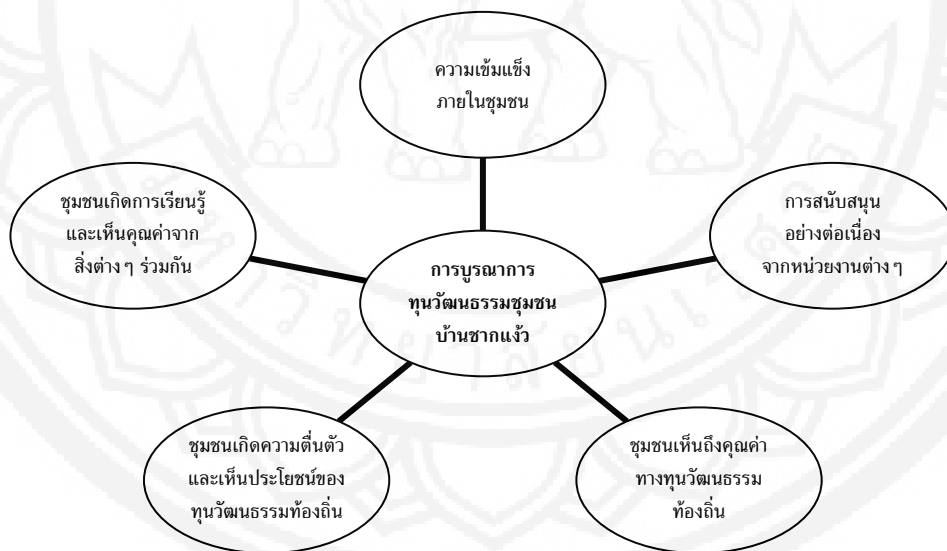 ความเข้มแข็ง
ภายในชุมชน
ชุมชนเกิดการเรียนรู้
และเห็นคุณค่าจาก
สิ่งต่าง ๆ ร่วมกัน
การสนับสนุน
อย่างต่อเนื่อง
จากหน่วยงานต่าง ๆ
การบูรณาการ
ทุนวัฒนธรรมชุมชน
บ้านชากแง้ว
ชุมชนเกิดความตื่นตัว
และเห็นประโยชน์ของ
ทุนวัฒนธรรมท้องถิ่น
ชุมชนเห็นถึงคุณค่า
ทางทุนวัฒนธรรม
ท้องถิ่น